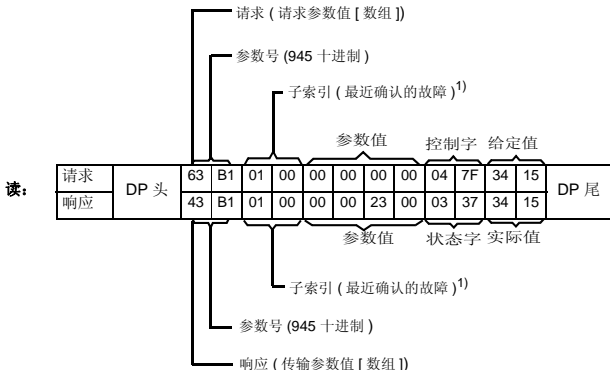 请求 ( 请求参数值 [ 数组 ])
参数号 (945 十进制 )
子索引 ( 最近确认的故障 )1)
参数值 控制字 给定值
读:
请求 DP 头 63 B1 01 00 00 00 00 00 04 7F 34 15 DP 尾
响应 43 B1 01 00 00 00 23 00 03 37 34 15
参数值 状态字 实际值
子索引 ( 最近确认的故障 )1)
参数号 (945 十进制 )
响应 ( 传输参数值 [ 数组 ])